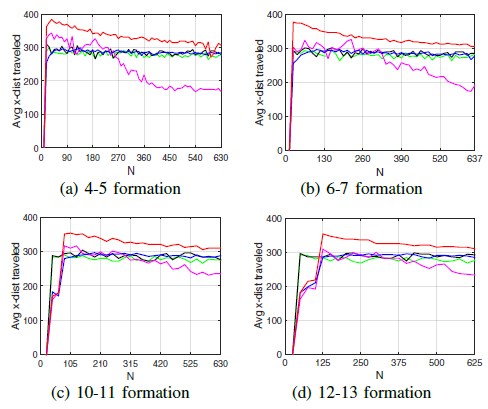 400
300
200
100
0
Avg x-dist traveled
0 90 180 270 360 450 540 630
N
(a) 4-5 formation
400
300
200
100
0
Avg x-dist traveled
0 130 260 390 520 637
N
(b) 6-7 formation
400
300
200
100
0
Avg x-dist traveled
0 105 210 315 420 525 630
N
(c) 10-11 formation
400
300
200
100
0
Avg x-dist traveled
0 125 250 375 500 625
N
(d) 12-13 formation